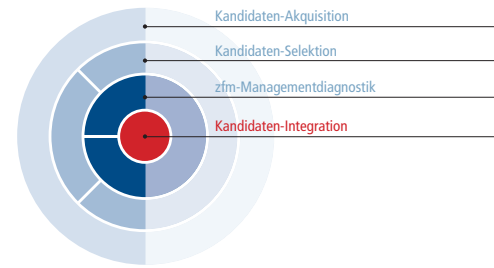 Kandidaten-Akquisition
Kandidaten-Selektion
zfm-Managementdiagnostik
Kandidaten-Integration